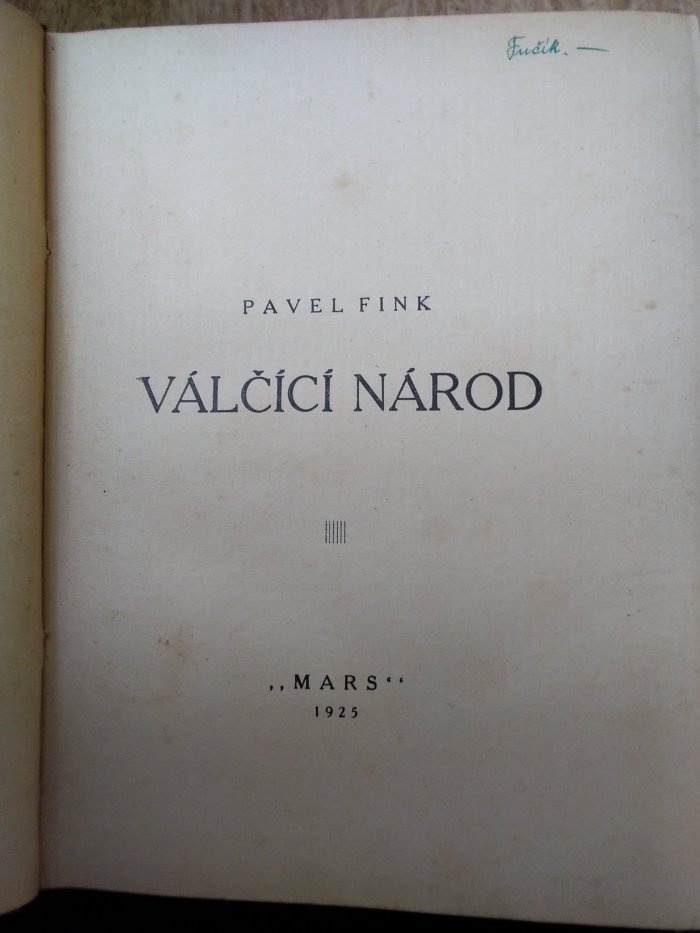 Fučík. —
PAVEL FINK
VÁLČÍCÍ NÁROD
„MARS“
1925